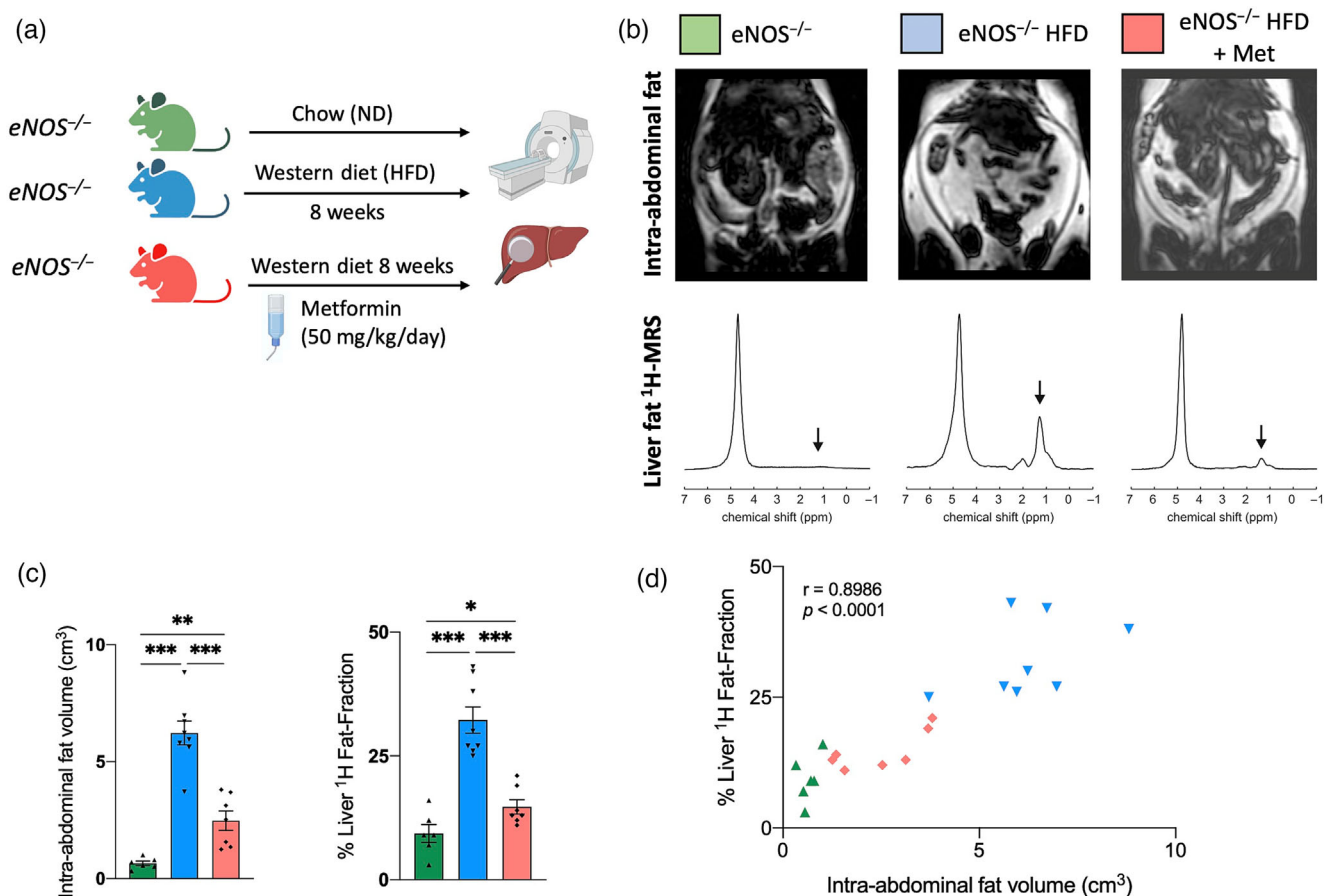 (a)
eNOS⁻/⁻
Chow (ND)
eNOS⁻/⁻
Western diet (HFD)
8 weeks
eNOS⁻/⁻
Western diet 8 weeks
Metformin
(50 mg/kg/day)
(b)
eNOS⁻/⁻
eNOS⁻/⁻ HFD
eNOS⁻/⁻ HFD
+ Met
Intra-abdominal fat
Liver fat ¹H-MRS
7 6 5 4 3 2 1 0 −1
chemical shift (ppm)
7 6 5 4 3 2 1 0 −1
chemical shift (ppm)
7 6 5 4 3 2 1 0 −1
chemical shift (ppm)
(c)
Intra-abdominal fat volume (cm³)
10
5
0
**
*** ***
% Liver ¹H Fat-Fraction
50
25
0
*
*** ***
(d)
% Liver ¹H Fat-Fraction
50
25
0
r = 0.8986
p < 0.0001
0 5 10
Intra-abdominal fat volume (cm³)